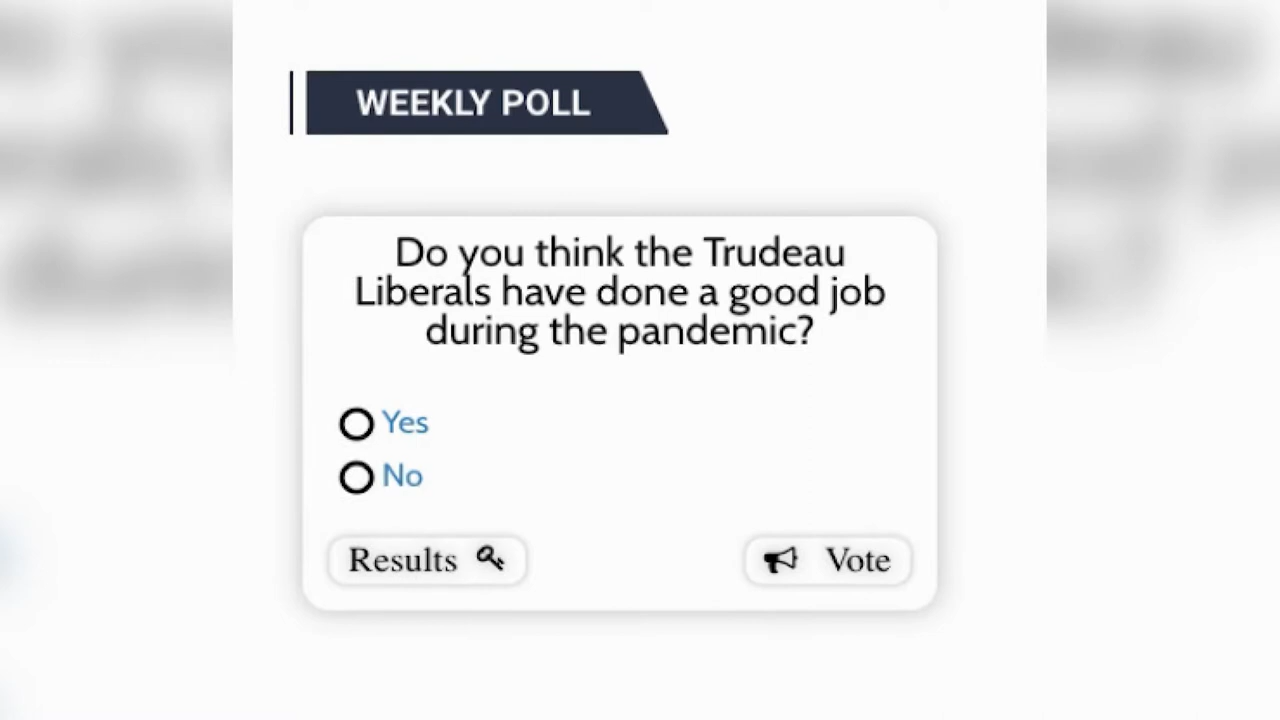 WEEKLY POLL
Do you think the Trudeau
Liberals have done a good job
during the pandemic?
Yes
No
Results
Vote